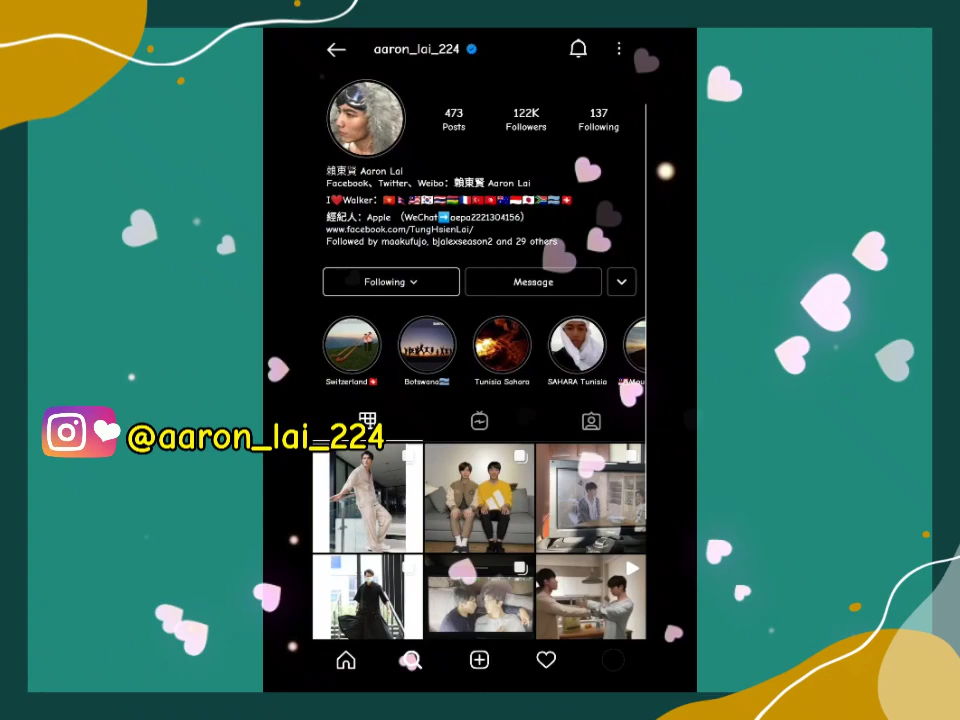 aaron_lai_224
473
122K
137
Posts
Followers
Following
賴東賢 Aaron Lai
Facebook、Twitter、Weibo：賴東賢 Aaron Lai
I❤️Walker：
經紀人：Apple （WeChat➡️oepa2221304156）
www.facebook.com/TungHsienLai/
Followed by maokufujo, bjalexseason2 and 29 others
Following
Message
Switzerland🇨🇭
Botswana🇧🇼
Tunisia Sahara
SAHARA Tunisia
@aaron_lai_224